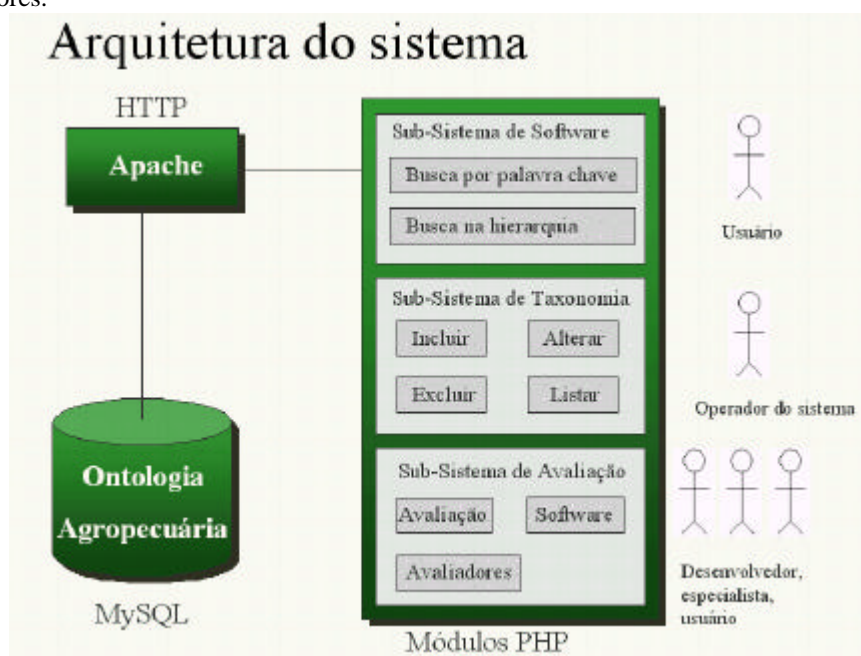 ores.
Arquitetura do sistema
HTTP
Apache
Ontologia
Agropecuária
MySQL
Sub-Sistema de Software
Busca por palavra chave
Busca na hierarquia
Usuário
Sub-Sistema de Taxonomia
Incluir
Alterar
Excluir
Listar
Operador do sistema
Sub-Sistema de Avaliação
Avaliação
Software
Avaliadores
Desenvolvedor,
especialista,
usuário
Módulos PHP